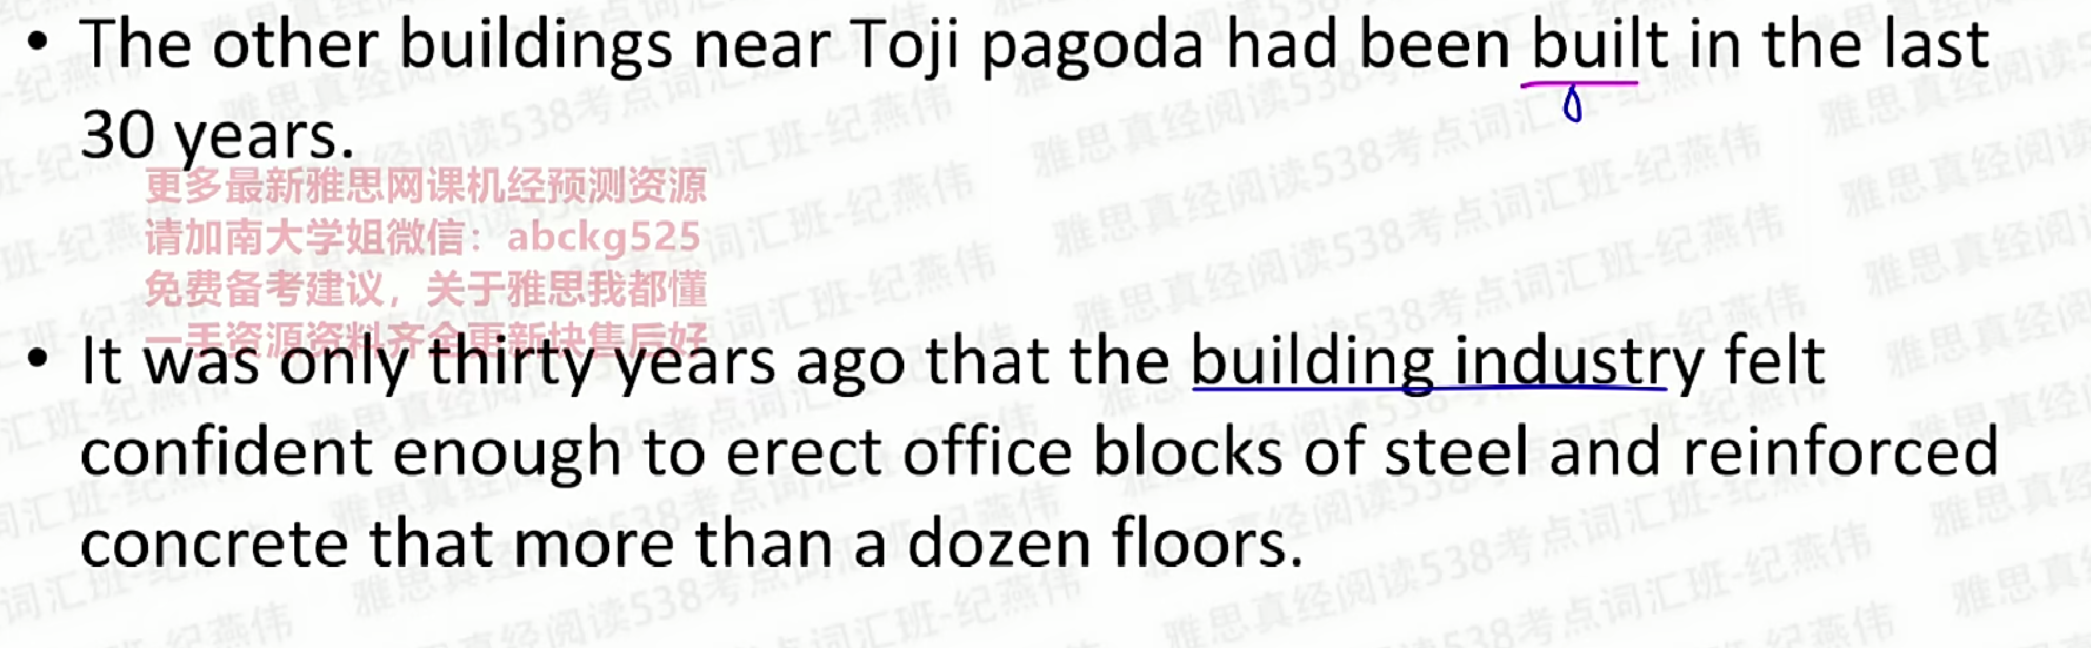 • The other buildings near Toji pagoda had been built in the last
30 years.
更多最新雅思网课机经预测资源
请加南大学姐微信：abckg525
免费备考建议，关于雅思我都懂
一手资源资料齐全更新快售后好
• It was only thirty years ago that the building industry felt
confident enough to erect office blocks of steel and reinforced
concrete that more than a dozen floors.
雅思真经阅读538考点词汇班-纪燕伟